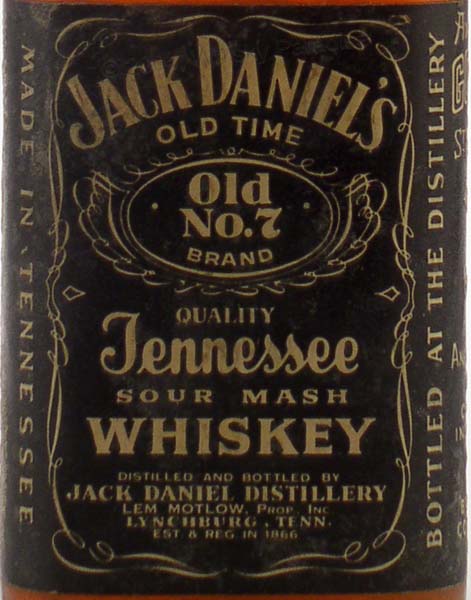 JACK DANIEL'S
OLD TIME
Old
No.7
BRAND
QUALITY
Tennessee
SOUR MASH
WHISKEY
DISTILLED AND BOTTLED BY
JACK DANIEL DISTILLERY
LEM MOTLOW, PROP., INC
LYNCHBURG, TENN.
EST & REG IN 1866
MADE IN TENNESSEE
BOTTLED AT THE DISTILLERY